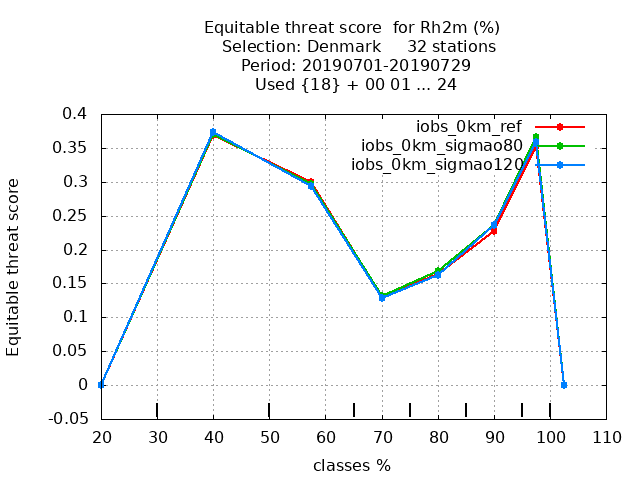 Equitable threat score  for Rh2m (%)
Selection: Denmark     32 stations
Period: 20190701-20190729
Used {18} + 00 01 ... 24
iobs_0km_ref
iobs_0km_sigmao80
iobs_0km_sigmao120
Equitable threat score
0.4
0.35
0.3
0.25
0.2
0.15
0.1
0.05
0
-0.05
20 30 40 50 60 70 80 90 100 110
classes %